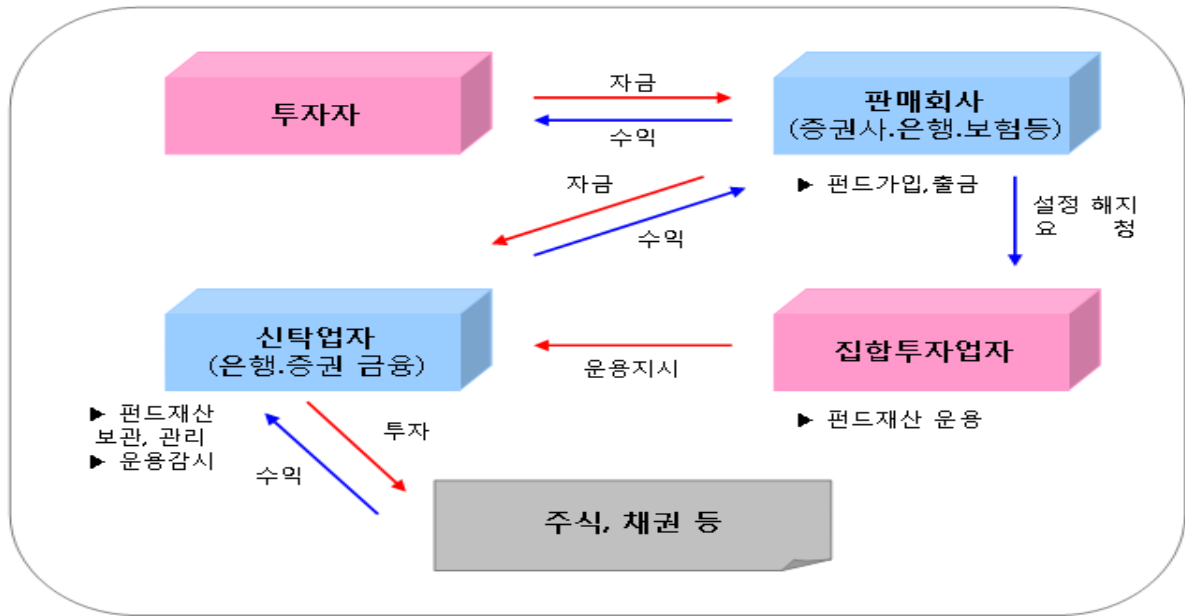 투자자
자금
수익
판매회사
(증권사.은행.보험등)
▶ 펀드가입,출금
자금
수익
설정 해지
요 청
신탁업자
(은행.증권 금융)
▶ 펀드재산
보관, 관리
▶ 운용감시
운용지시
집합투자업자
▶ 펀드재산 운용
투자
수익
주식, 채권 등